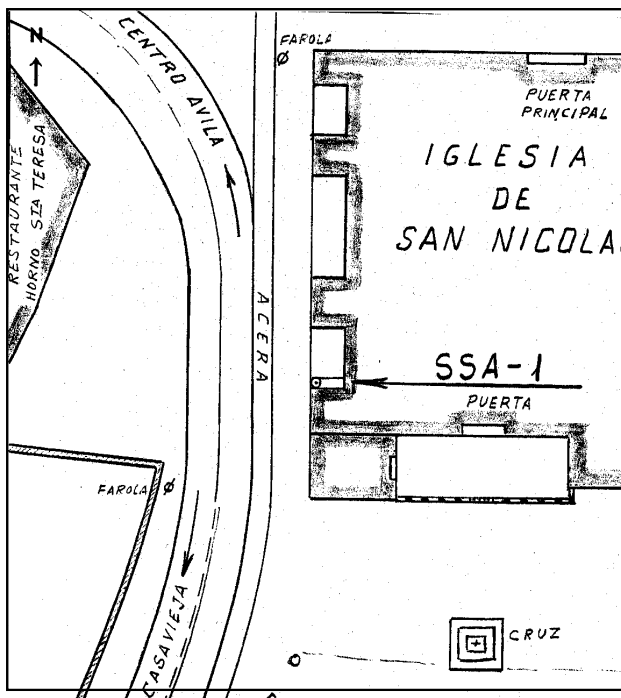 N
CENTRO AVILA
FAROLA
PUERTA
PRINCIPAL
IGLESIA
DE
SAN NICOLA
RESTAURANTE
HORNO STA TERESA
ACERA
SSA-1
PUERTA
FAROLA
CASAVIEJA
CRUZ